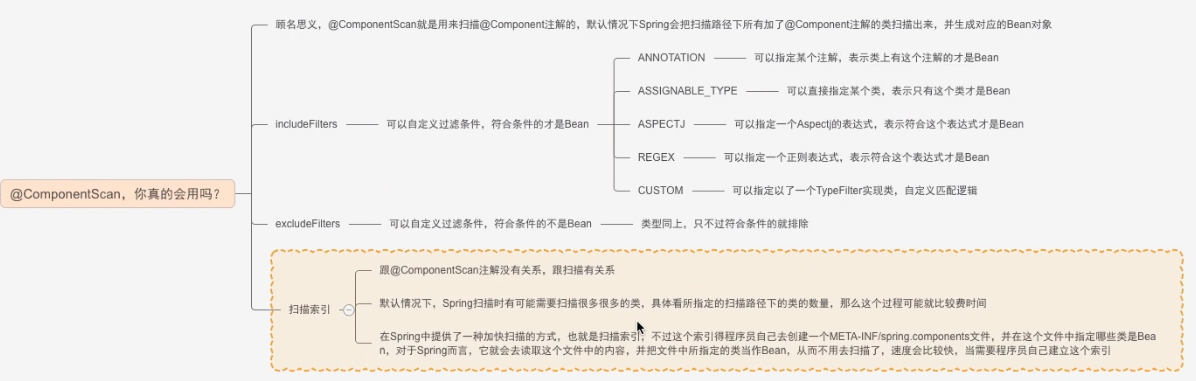 @ComponentScan，你真的会用吗？
顾名思义，@ComponentScan就是用来扫描@Component注解的，默认情况下Spring会把扫描路径下所有加了@Component注解的类扫描出来，并生成对应的Bean对象
includeFilters
可以自定义过滤条件，符合条件的才是Bean
ANNOTATION
可以指定某个注解，表示类上有这个注解的才是Bean
ASSIGNABLE_TYPE
可以直接指定某个类，表示只有这个类才是Bean
ASPECTJ
可以指定一个Aspectj的表达式，表示符合这个表达式才是Bean
REGEX
可以指定一个正则表达式，表示符合这个表达式才是Bean
CUSTOM
可以指定以了一个TypeFilter实现类，自定义匹配逻辑
excludeFilters
可以自定义过滤条件，符合条件的不是Bean
类型同上，只不过符合条件的就排除
扫描索引
跟@ComponentScan注解没有关系，跟扫描有关系
默认情况下，Spring扫描时有可能需要扫描很多很多的类，具体看所指定的扫描路径下的类的数量，那么这个过程可能就比较费时间
在Spring中提供了一种加快扫描的方式，也就是扫描索引，不过这个索引得程序员自己去创建一个META-INF/spring.components文件，并在这个文件中指定哪些类是Bea
n，对于Spring而言，它就会去读取这个文件中的内容，并把文件中所指定的类当作Bean，从而不用去扫描了，速度会比较快，当需要程序员自己建立这个索引